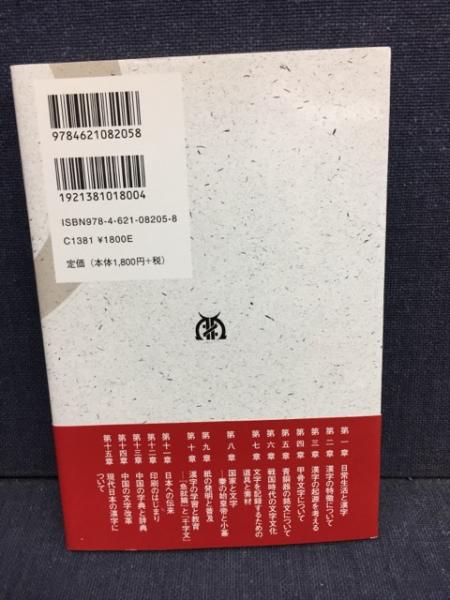 9784621082058
1921381018004
ISBN978-4-621-08205-8
C1381 ¥1800E
定価（本体1,800円+税）
第一章 日常生活と漢字
第二章 漢字の特徴について
第三章 漢字の起源を考える
第四章 甲骨文字について
第五章 青銅器の銘文について
第六章 戦国時代の文字文化
第七章 文字を記録するための
道具と素材
第八章 国家と文字
―秦の始皇帝と小篆
第九章 紙の発明と普及
第十章 漢字の学習と教育
―『急就篇』と『千字文』
第十一章 日本への伝来
第十二章 印刷のはじまり
第十三章 中国の字典と辞典
第十四章 中国の文字改革
第十五章 現代日本の漢字に
ついて